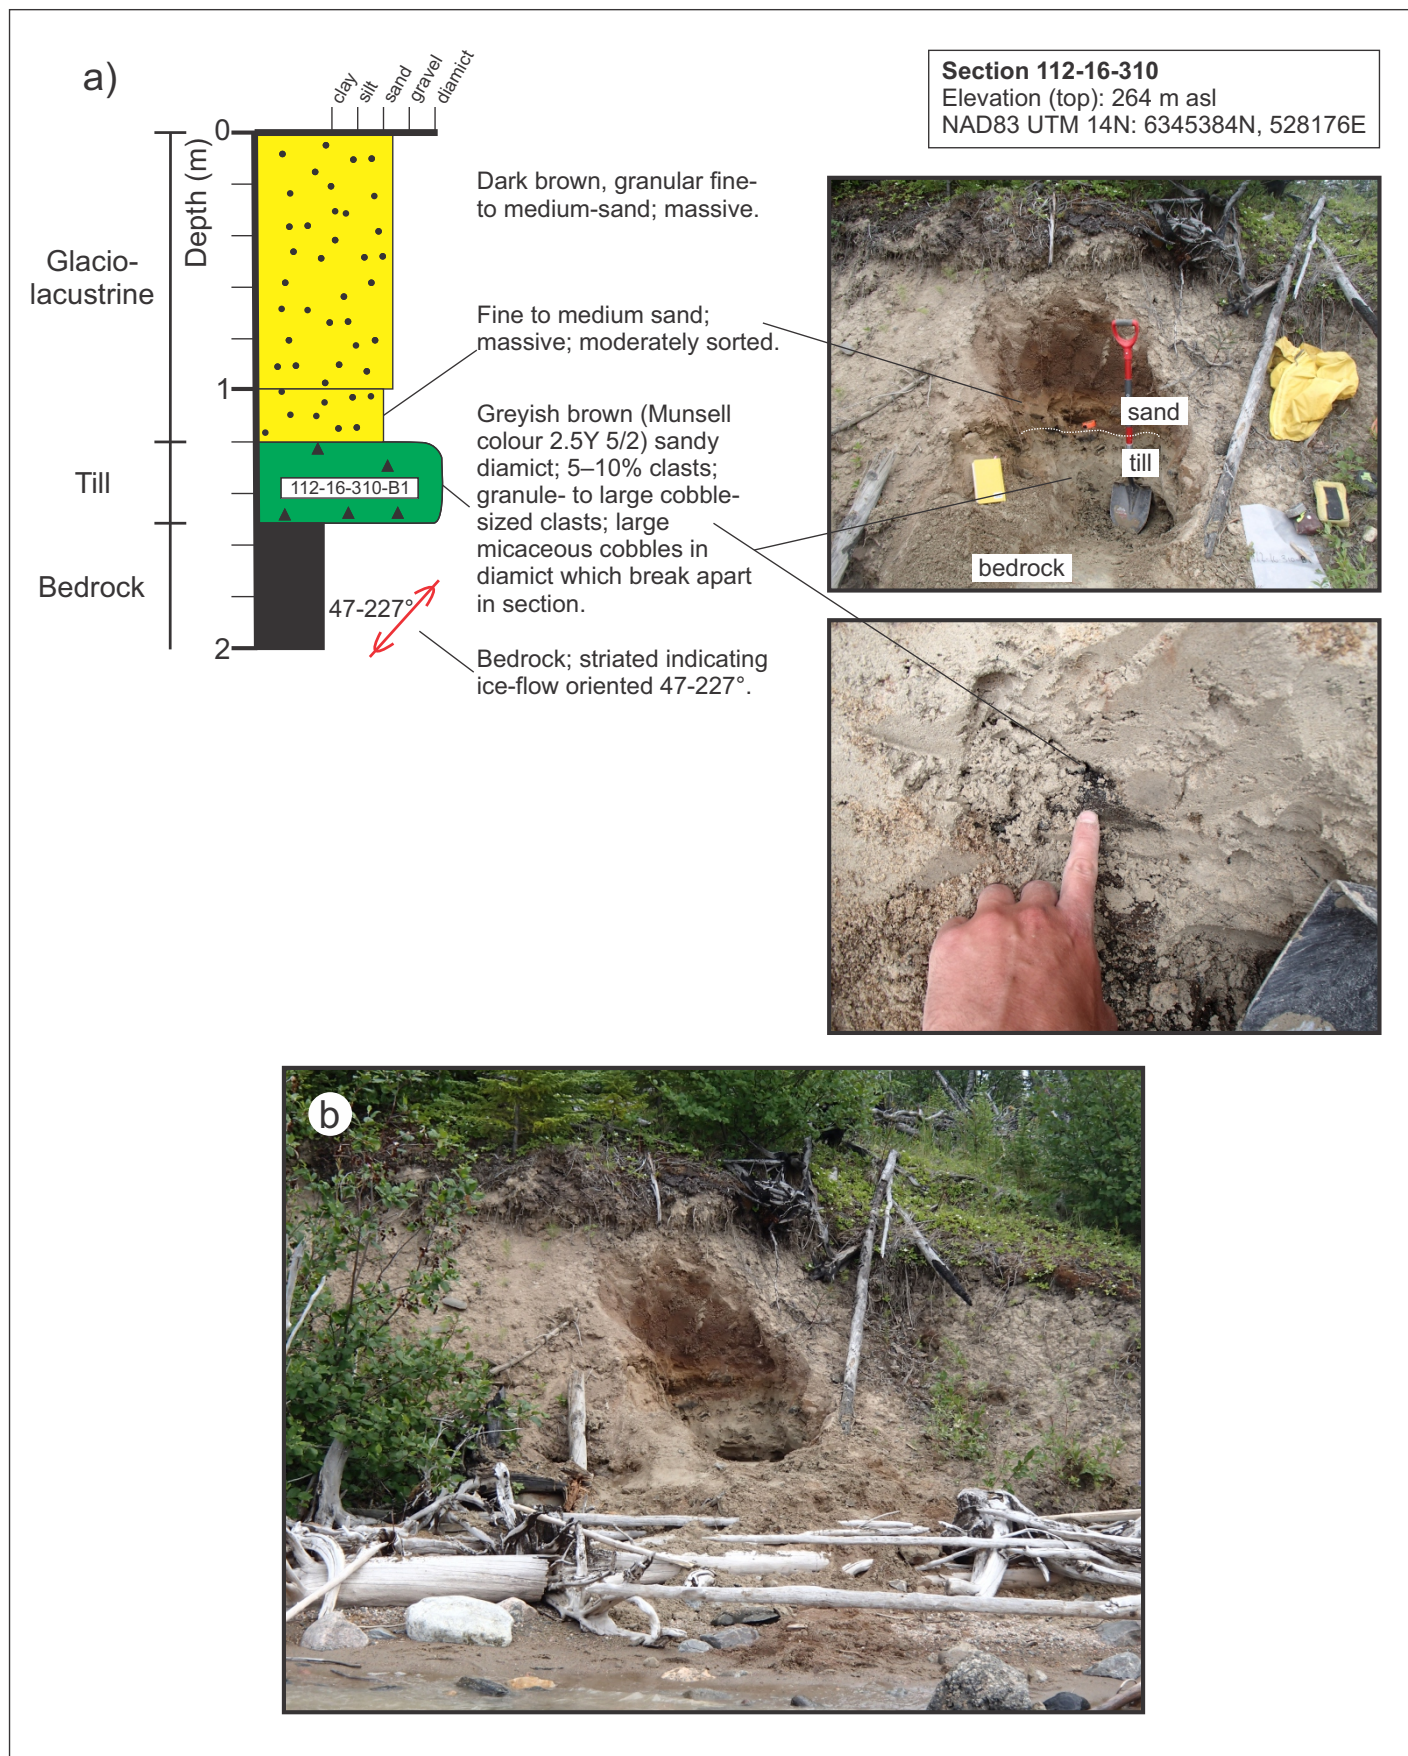 a)
clay
silt
sand
gravel
diamict
Section 112-16-310
Elevation (top): 264 m asl
NAD83 UTM 14N: 6345384N, 528176E
0
Depth (m)
1
2
Glacio-
lacustrine
Till
Bedrock
112-16-310-B1
47-227°
Dark brown, granular fine-
to medium-sand; massive.
Fine to medium sand;
massive; moderately sorted.
Greyish brown (Munsell
colour 2.5Y 5/2) sandy
diamict; 5–10% clasts;
granule- to large cobble-
sized clasts; large
micaceous cobbles in
diamict which break apart
in section.
Bedrock; striated indicating
ice-flow oriented 47-227°.
sand
till
bedrock
b